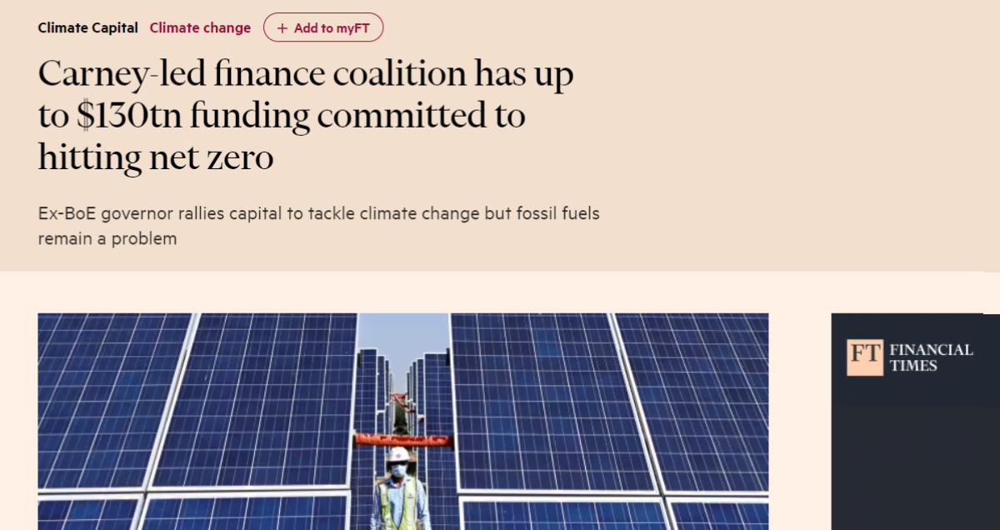 Climate Capital Climate change + Add to myFT
Carney-led finance coalition has up
to $130tn funding committed to
hitting net zero
Ex-BoE governor rallies capital to tackle climate change but fossil fuels
remain a problem
FT FINANCIAL
TIMES